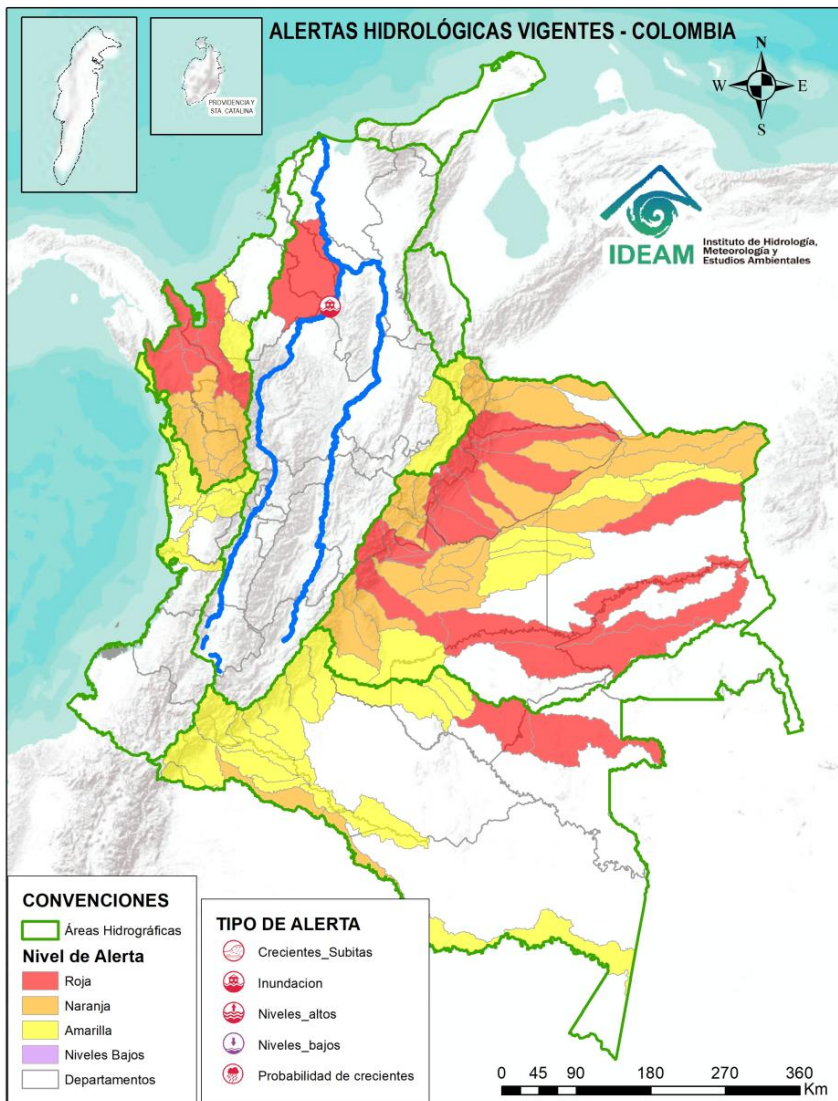 ALERTAS HIDROLÓGICAS VIGENTES - COLOMBIA
PROVIDENCIA Y
STA. CATALINA
N
W
E
S
IDEAM
Instituto de Hidrología,
Meteorología y
Estudios Ambientales
CONVENCIONES
Áreas Hidrográficas
Nivel de Alerta
Roja
Naranja
Amarilla
Niveles Bajos
Departamentos
TIPO DE ALERTA
Crecientes_Subitas
Inundacion
Niveles_altos
Niveles_bajos
Probabilidad de crecientes
0 45 90 180 270 360
Km